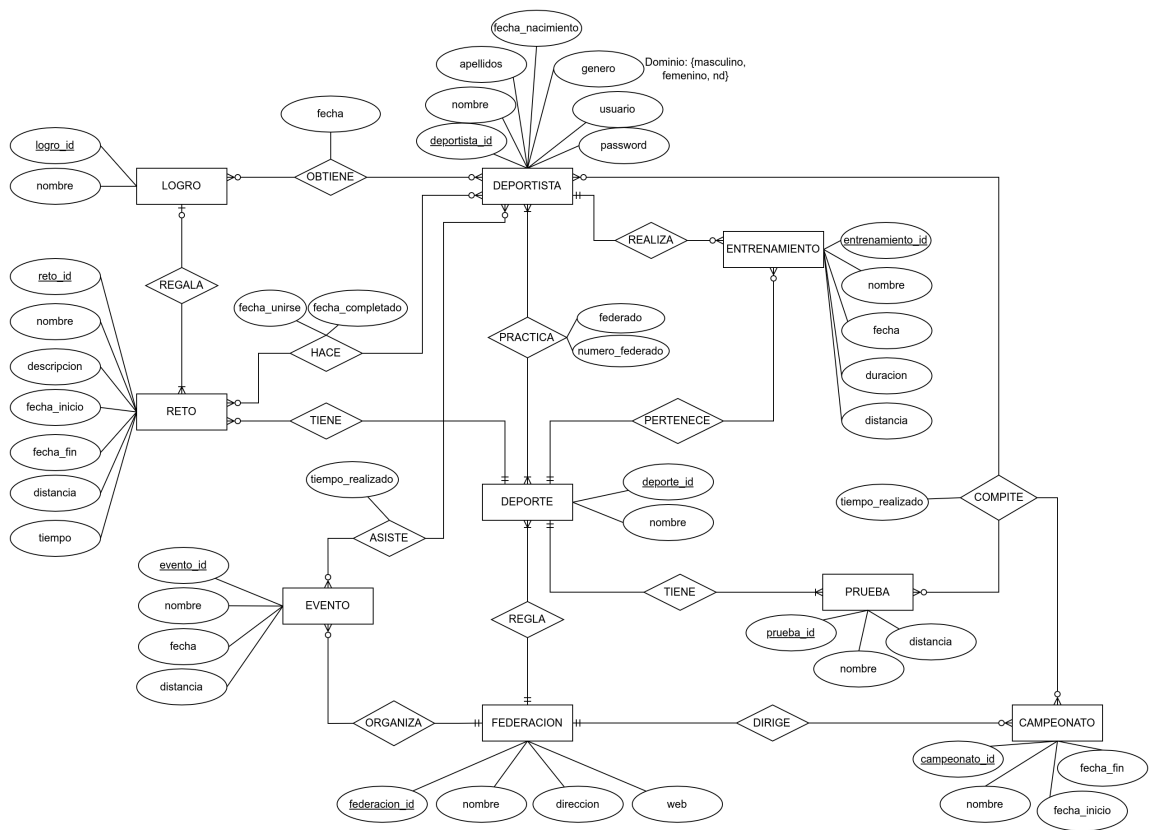 fecha_nacimiento
apellidos
genero
Dominio: {masculino,
femenino, nd}
nombre
usuario
deportista_id
password
fecha
logro_id
nombre
LOGRO
OBTIENE
DEPORTISTA
REALIZA
ENTRENAMIENTO
entrenamiento_id
nombre
fecha
duracion
distancia
REGALA
reto_id
nombre
descripcion
fecha_inicio
fecha_fin
distancia
tiempo
RETO
fecha_unirse
fecha_completado
HACE
PRACTICA
federado
numero_federado
TIENE
PERTENECE
DEPORTE
deporte_id
nombre
tiempo_realizado
ASISTE
tiempo_realizado
COMPITE
evento_id
nombre
fecha
distancia
EVENTO
REGLA
TIENE
PRUEBA
prueba_id
nombre
distancia
ORGANIZA
FEDERACION
DIRIGE
CAMPEONATO
federacion_id
nombre
direccion
web
campeonato_id
nombre
fecha_inicio
fecha_fin